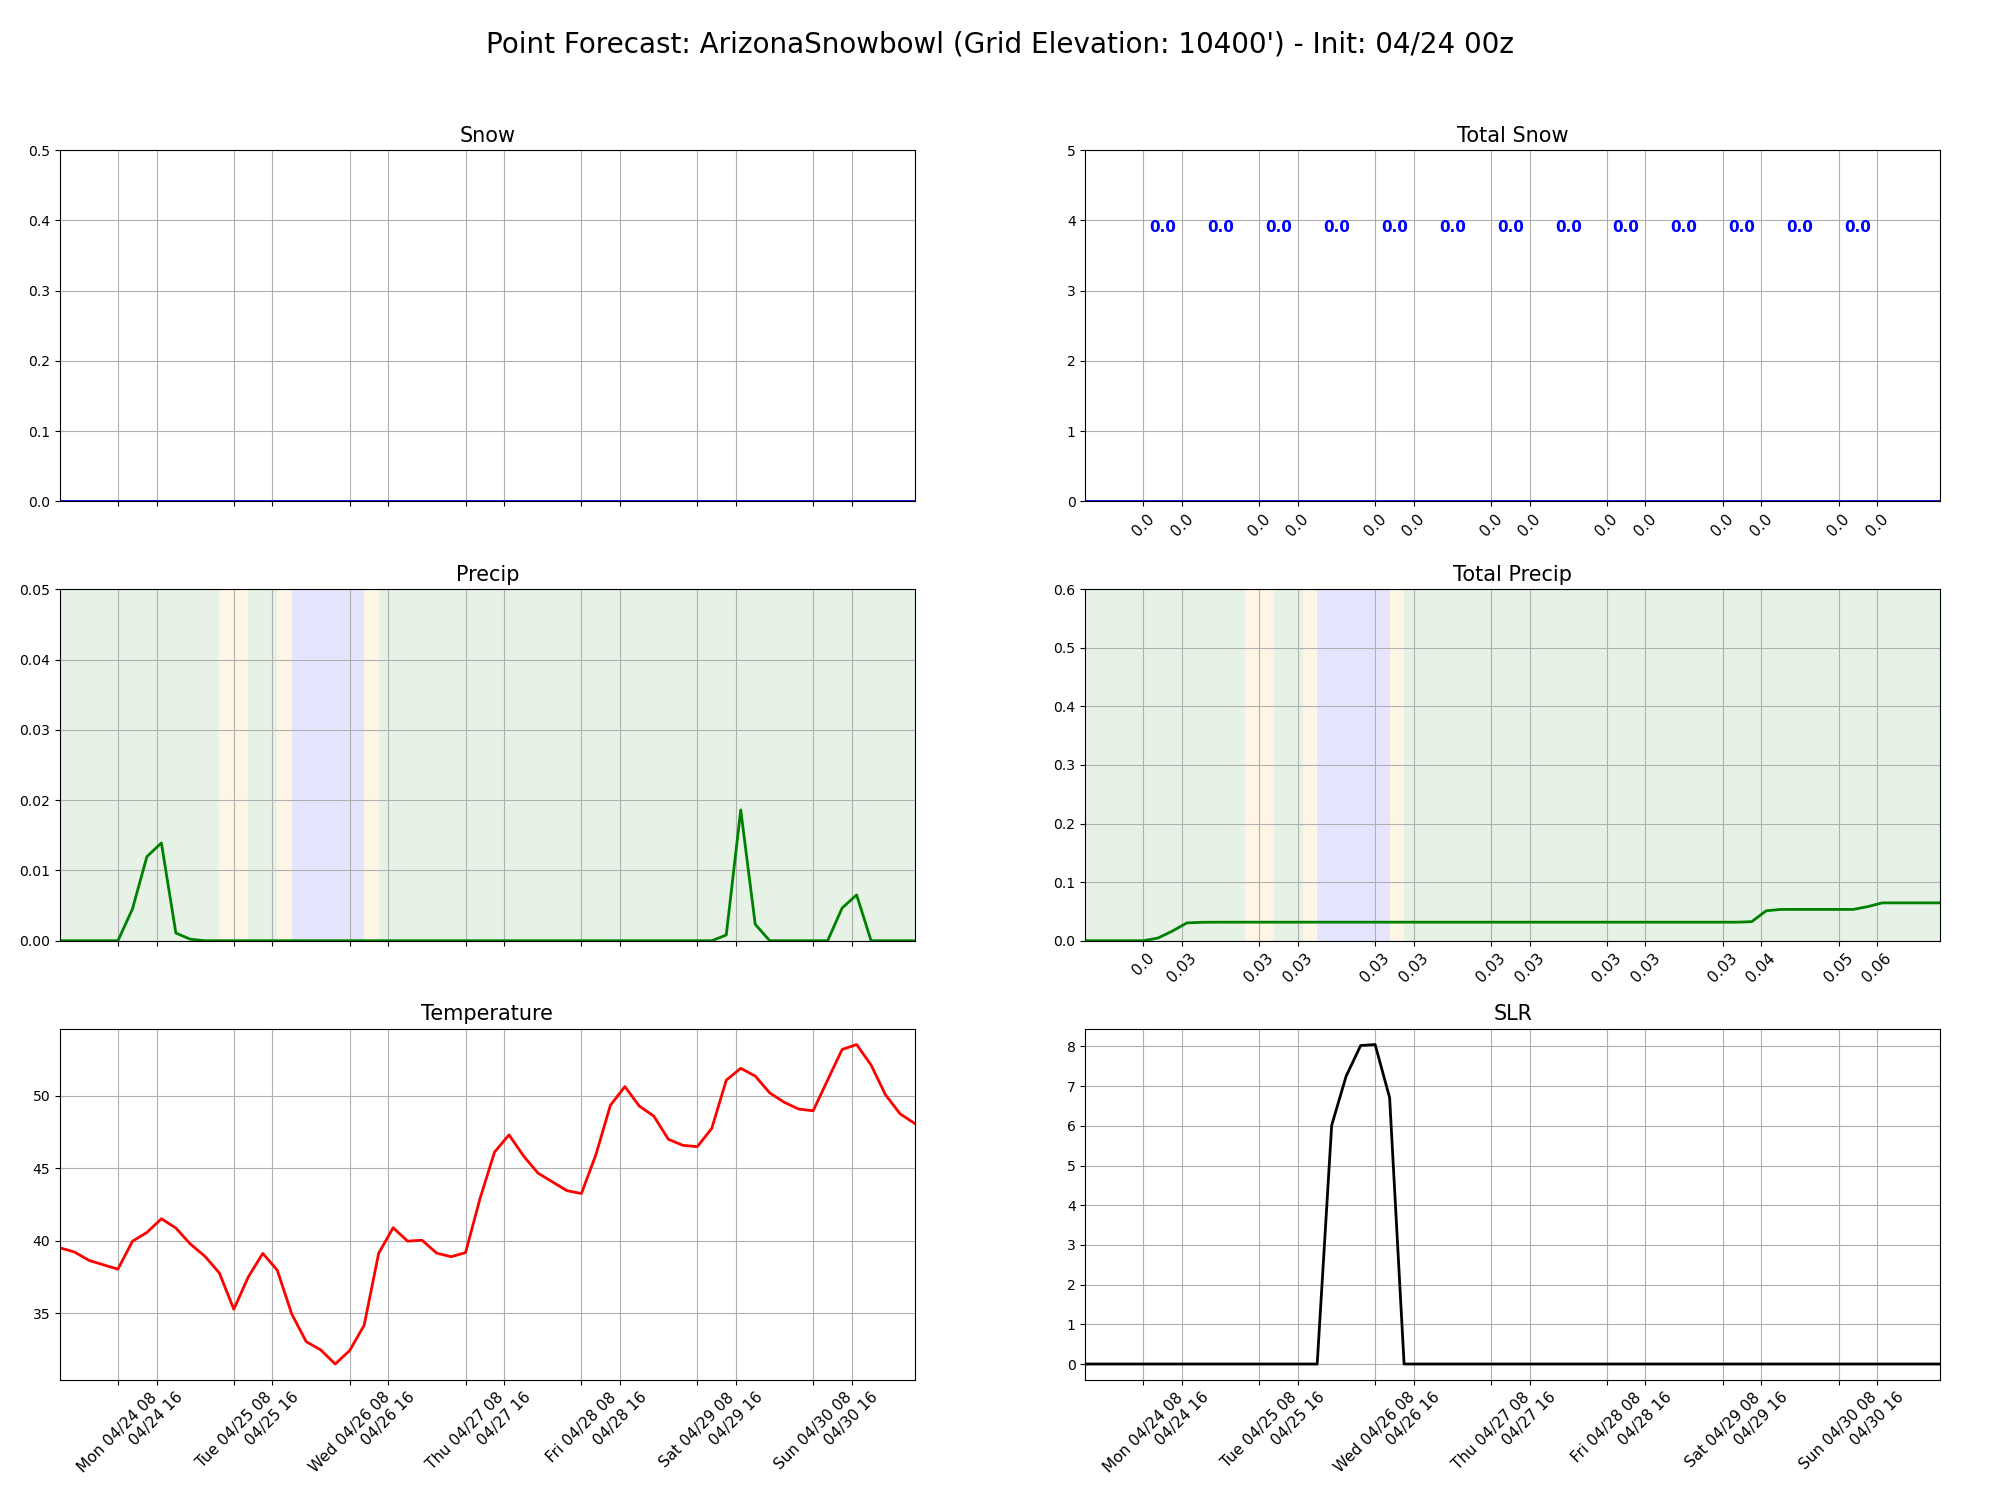 Point Forecast: ArizonaSnowbowl (Grid Elevation: 10400') - Init: 04/24 00z
Snow
0.5
0.4
0.3
0.2
0.1
0.0
Total Snow
5
4
3
2
1
0
0.0 0.0 0.0 0.0 0.0 0.0 0.0 0.0 0.0 0.0 0.0 0.0 0.0
0.0 0.0 0.0 0.0 0.0 0.0 0.0 0.0 0.0 0.0 0.0 0.0 0.0 0.0
Precip
0.05
0.04
0.03
0.02
0.01
0.00
Total Precip
0.6
0.5
0.4
0.3
0.2
0.1
0.0
0.0 0.03 0.03 0.03 0.03 0.03 0.03 0.03 0.03 0.03 0.03 0.04 0.05 0.06
Temperature
50
45
40
35
Mon 04/24 08
04/24 16
Tue 04/25 08
04/25 16
Wed 04/26 08
04/26 16
Thu 04/27 08
04/27 16
Fri 04/28 08
04/28 16
Sat 04/29 08
04/29 16
Sun 04/30 08
04/30 16
SLR
8
7
6
5
4
3
2
1
0
Mon 04/24 08
04/24 16
Tue 04/25 08
04/25 16
Wed 04/26 08
04/26 16
Thu 04/27 08
04/27 16
Fri 04/28 08
04/28 16
Sat 04/29 08
04/29 16
Sun 04/30 08
04/30 16